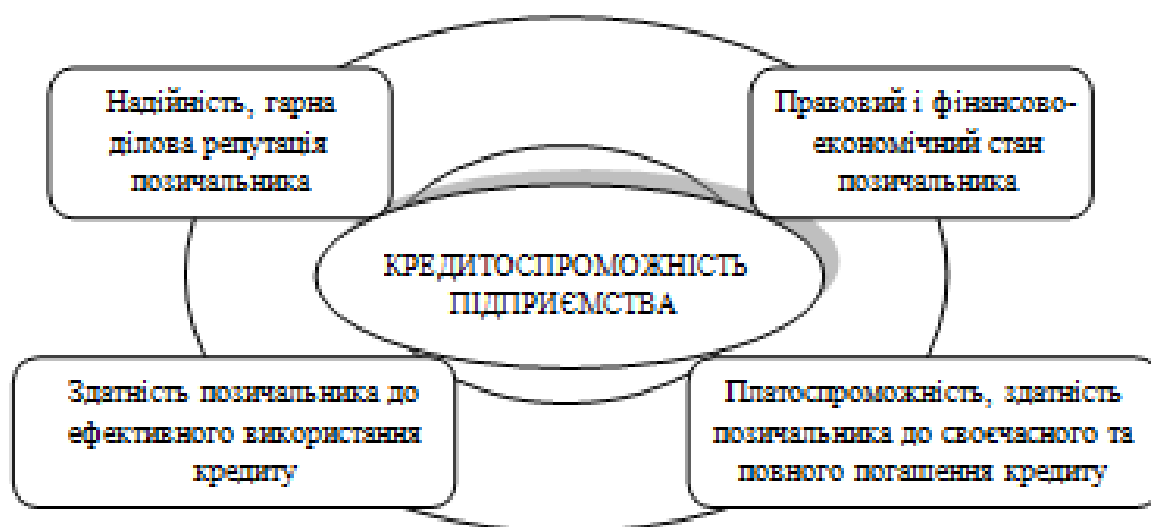 Надійність, гарна
ділова репутація
позичальника
Правовий і фінансово-
економічний стан
позичальника
КРЕДИТОСПРОМОЖНІСТЬ
ПІДПРИЄМСТВА
Здатність позичальника до
ефективного використання
кредиту
Платоспроможність, здатність
позичальника до своєчасного та
повного погашення кредиту